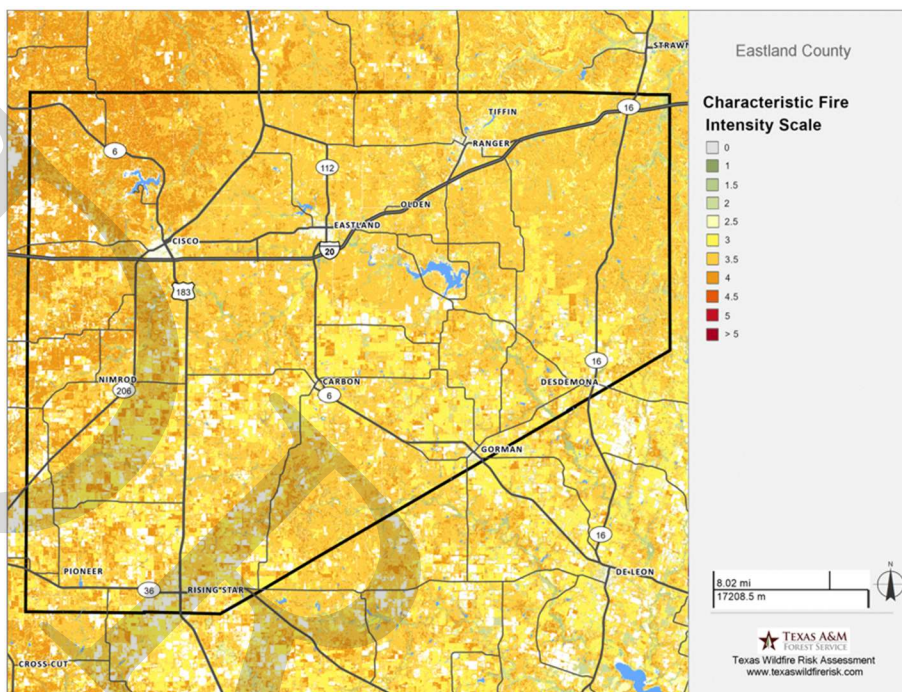 Eastland County
Characteristic Fire
Intensity Scale
0
1
1.5
2
2.5
3
3.5
4
4.5
5
> 5
STRAWN
16
TIFFIN
6
RANGER
112
OLDEN
EASTLAND
CISCO
20
183
16
NIMROD
206
CARBON
6
DESDEMONA
GORMAN
16
PIONEER
36
RISING STAR
DE LEON
CROSS CUT
N
8.02 mi
17208.5 m
TEXAS A&M
FOREST SERVICE
Texas Wildfire Risk Assessment
www.texaswildfirerisk.com